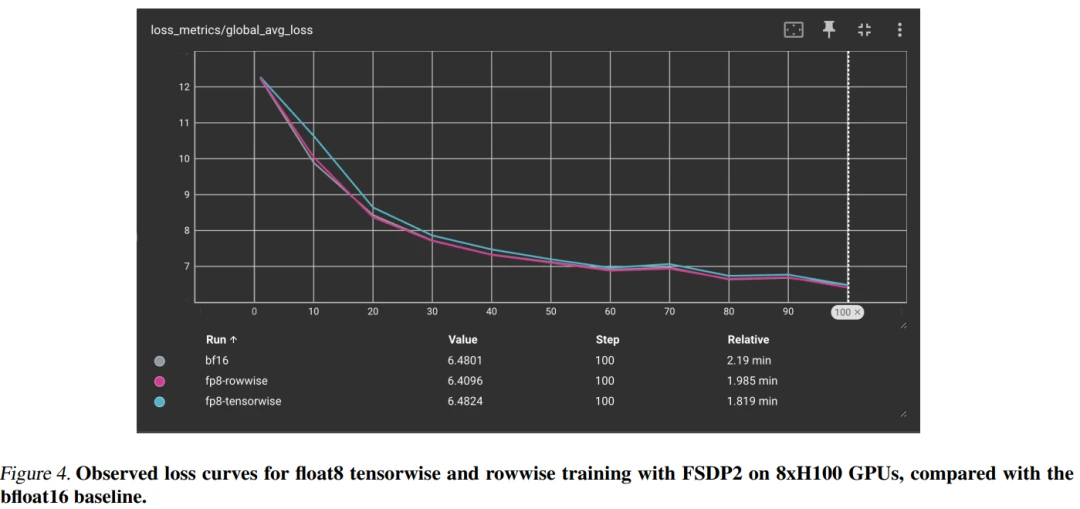 loss_metrics/global_avg_loss
12
11
10
9
8
7
0 10 20 30 40 50 60 70 80 90 100 ×
Run ↑ Value Step Relative
bf16 6.4801 100 2.19 min
fp8-rowwise 6.4096 100 1.985 min
fp8-tensorwise 6.4824 100 1.819 min
Figure 4. Observed loss curves for float8 tensorwise and rowwise training with FSDP2 on 8xH100 GPUs, compared with the
bfloat16 baseline.